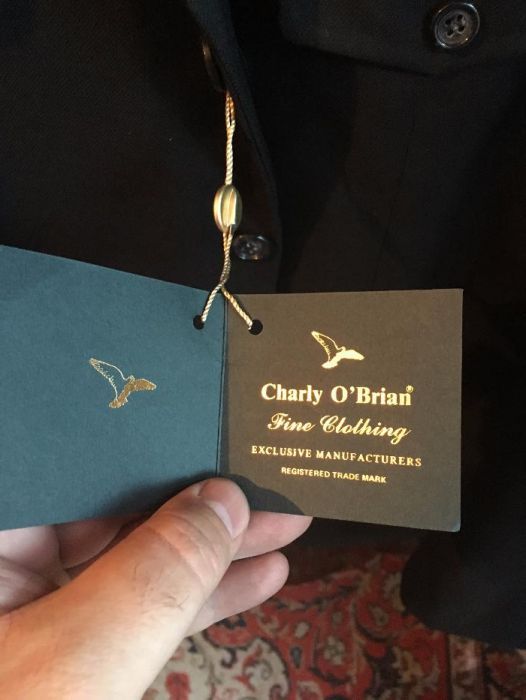 Charly O'Brian®
Fine Clothing
EXCLUSIVE MANUFACTURERS
REGISTERED TRADE MARK